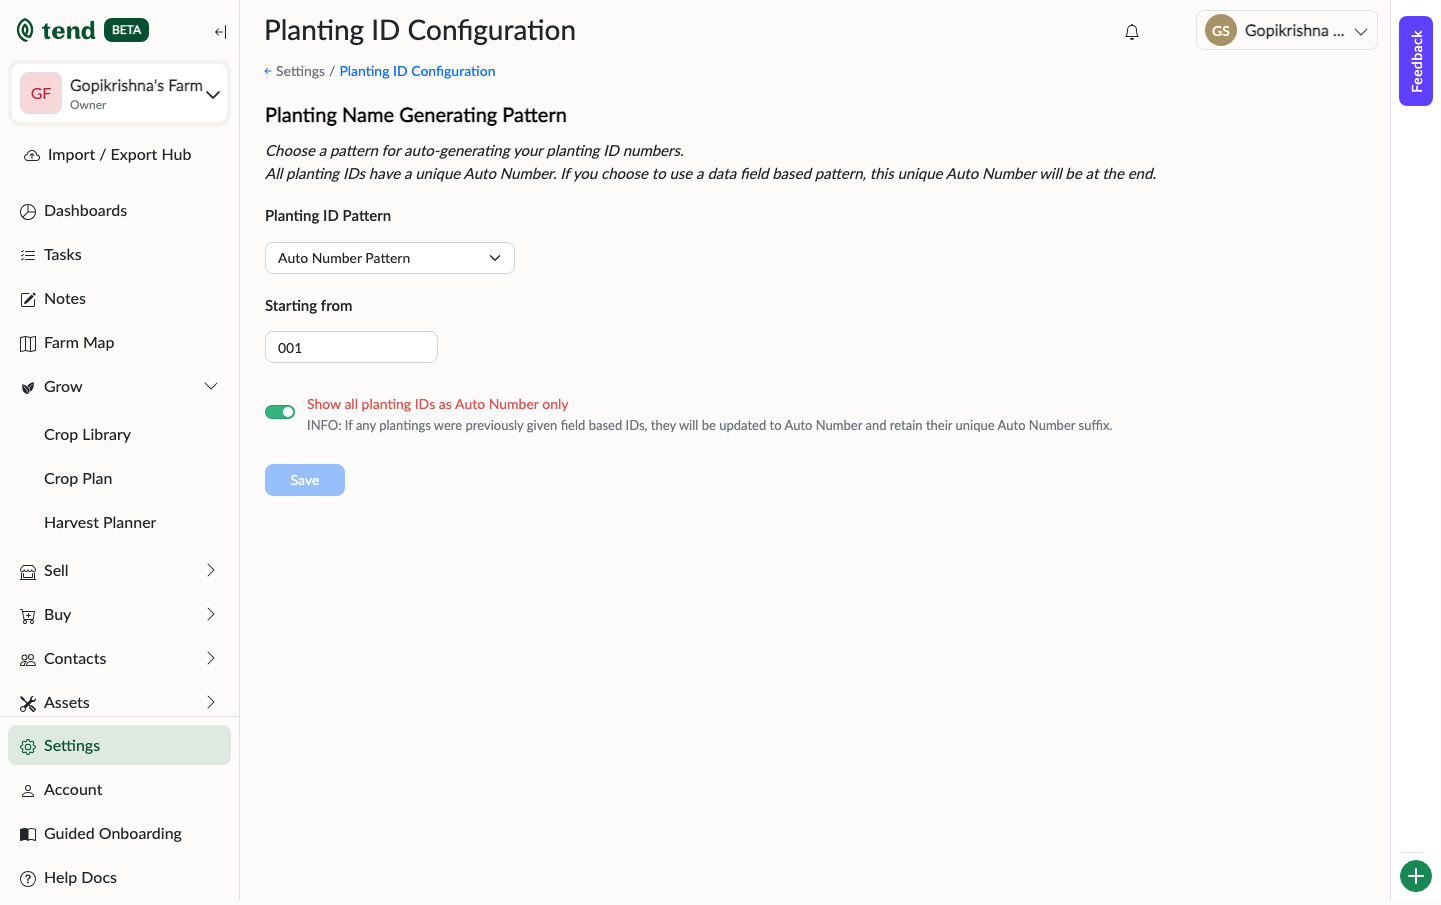 tend BETA
GF Gopikrishna's Farm
Owner
Import / Export Hub
Dashboards
Tasks
Notes
Farm Map
Grow
Crop Library
Crop Plan
Harvest Planner
Sell
Buy
Contacts
Assets
Settings
Account
Guided Onboarding
Help Docs
Planting ID Configuration
GS Gopikrishna ...
← Settings / Planting ID Configuration
Planting Name Generating Pattern
Choose a pattern for auto-generating your planting ID numbers.
All planting IDs have a unique Auto Number. If you choose to use a data field based pattern, this unique Auto Number will be at the end.
Planting ID Pattern
Auto Number Pattern
Starting from
001
Show all planting IDs as Auto Number only
INFO: If any plantings were previously given field based IDs, they will be updated to Auto Number and retain their unique Auto Number suffix.
Save
Feedback